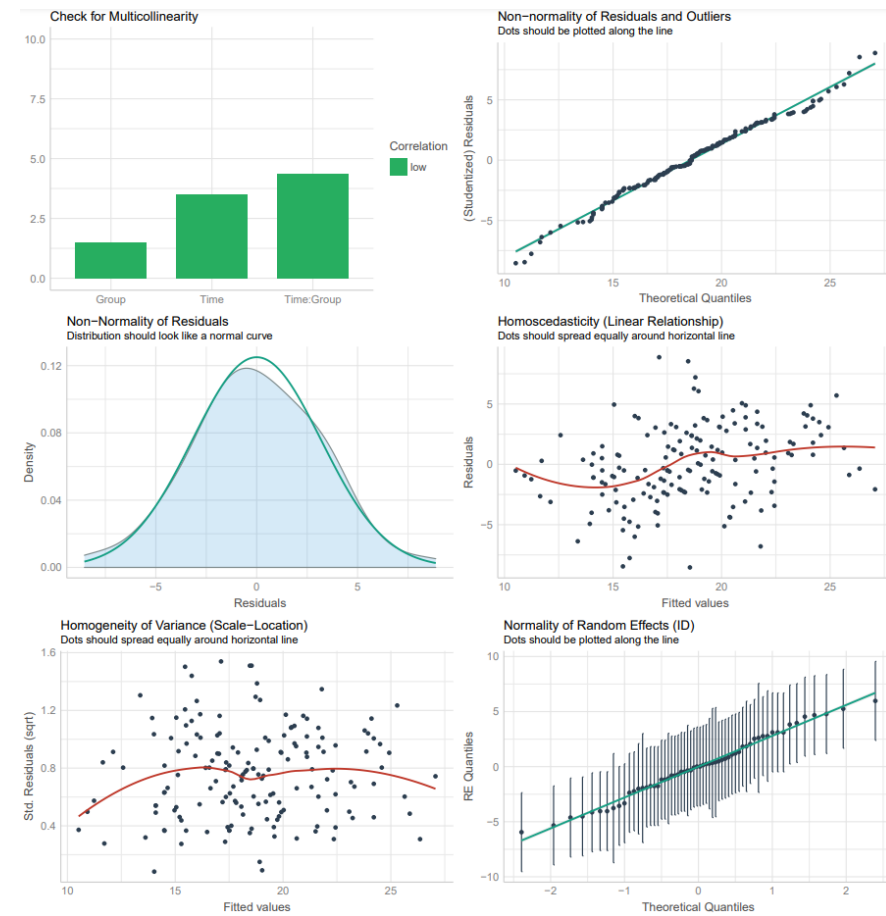 Check for Multicollinearity
10.0
7.5
5.0
2.5
0.0
Group
Time
Time:Group
Correlation
low
Non−normality of Residuals and Outliers
Dots should be plotted along the line
(Studentized) Residuals
5
0
−5
15
20
25
Theoretical Quantiles
Non−Normality of Residuals
Distribution should look like a normal curve
Density
0.12
0.08
0.04
0.00
−5
0
5
Residuals
Homoscedasticity (Linear Relationship)
Dots should spread equally around horizontal line
Residuals
5
0
−5
10
15
20
25
Fitted values
Homogeneity of Variance (Scale−Location)
Dots should spread equally around horizontal line
Std. Residuals (sqrt)
1.6
1.2
0.8
0.4
10
15
20
25
Fitted values
Normality of Random Effects (ID)
Dots should be plotted along the line
RE Quantiles
10
5
0
−5
−10
−2
−1
0
1
2
Theoretical Quantiles